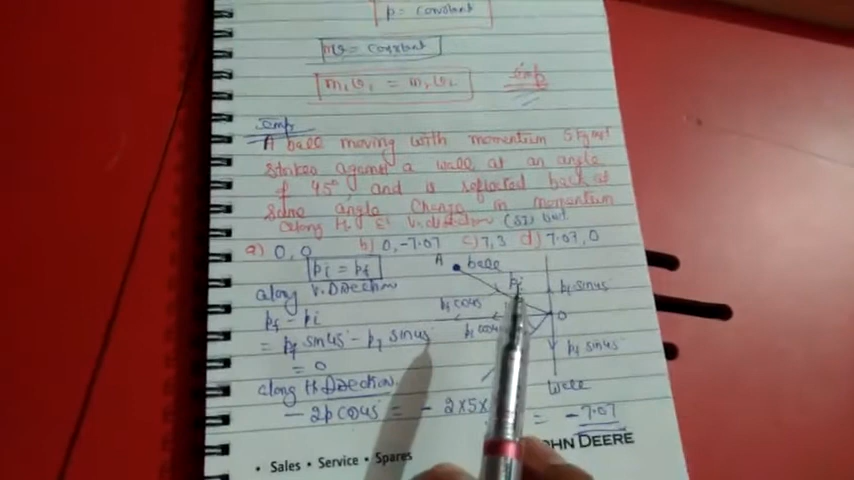 p = constant
mv = constant
m₁v₁ = m₂v₂
Imp
Imp
A ball moving with momentum 5 kg m/s
strikes against a wall at an angle
of 45° and is reflected back at
same angle change in momentum
along H. & V. direction (SI) unit
a) 0, 0 b) 0, -7.07 c) 7, 3 d) 7.07, 0
pi = pf
A ball
along V. Direction
pf - pi
pi
pf sin45
pf cos45
= pf sin45 - pf sin45
O
= 0
pf sin45
along H. Direction
Wall
- 2p cos45 = - 2×5× = -7.07
JOHN DEERE
• Sales • Service • Spares